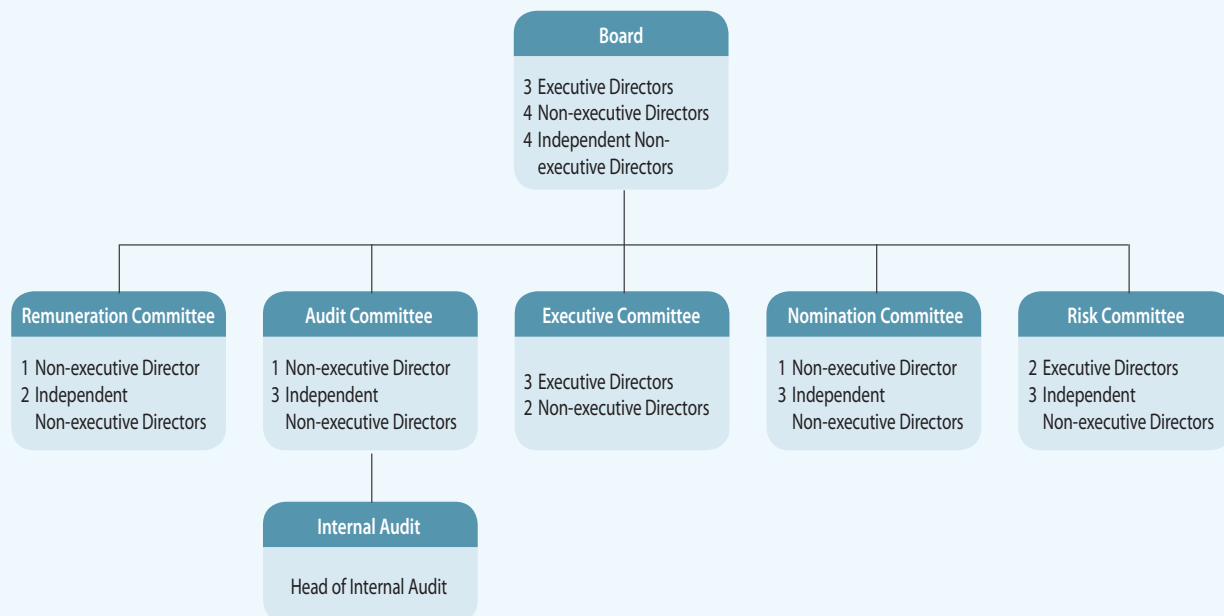 Board
3 Executive Directors
4 Non-executive Directors
4 Independent Non-
executive Directors
Remuneration Committee
1 Non-executive Director
2 Independent
Non-executive Directors
Audit Committee
1 Non-executive Director
3 Independent
Non-executive Directors
Executive Committee
3 Executive Directors
2 Non-executive Directors
Nomination Committee
1 Non-executive Director
3 Independent
Non-executive Directors
Risk Committee
2 Executive Directors
3 Independent
Non-executive Directors
Internal Audit
Head of Internal Audit